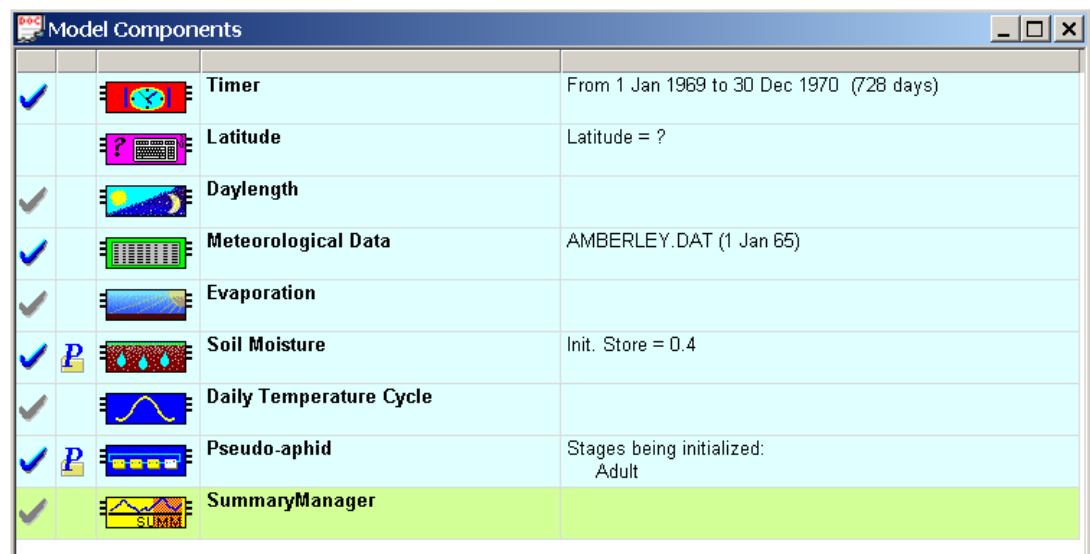 Model Components
Timer From 1 Jan 1969 to 30 Dec 1970 (728 days)
? Latitude Latitude = ?
Daylength
Meteorological Data AMBERLEY.DAT (1 Jan 65)
Evaporation
P Soil Moisture Init. Store = 0.4
Daily Temperature Cycle
P Pseudo-aphid Stages being initialized:
Adult
SUMM SummaryManager